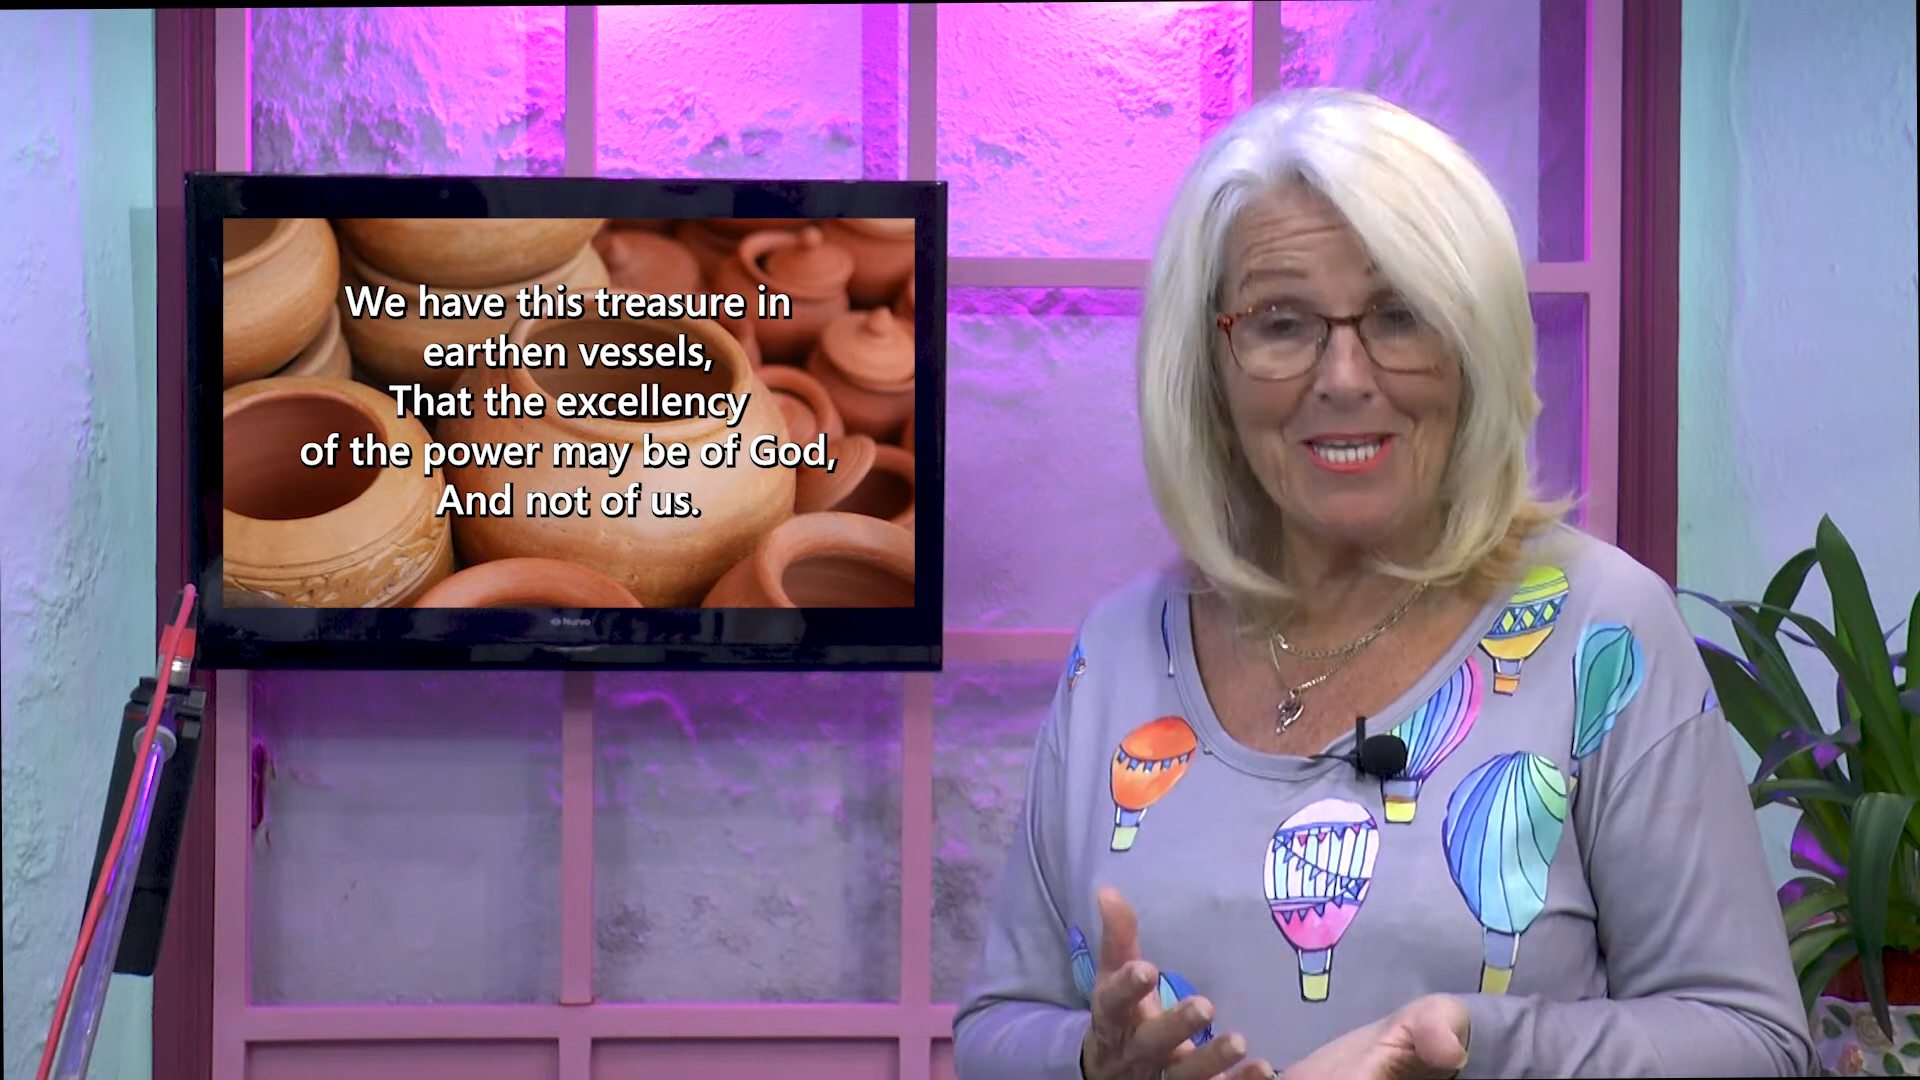 We have this treasure in
earthen vessels,
That the excellency
of the power may be of God,
And not of us.